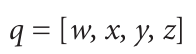 q = [w, x, y, z]